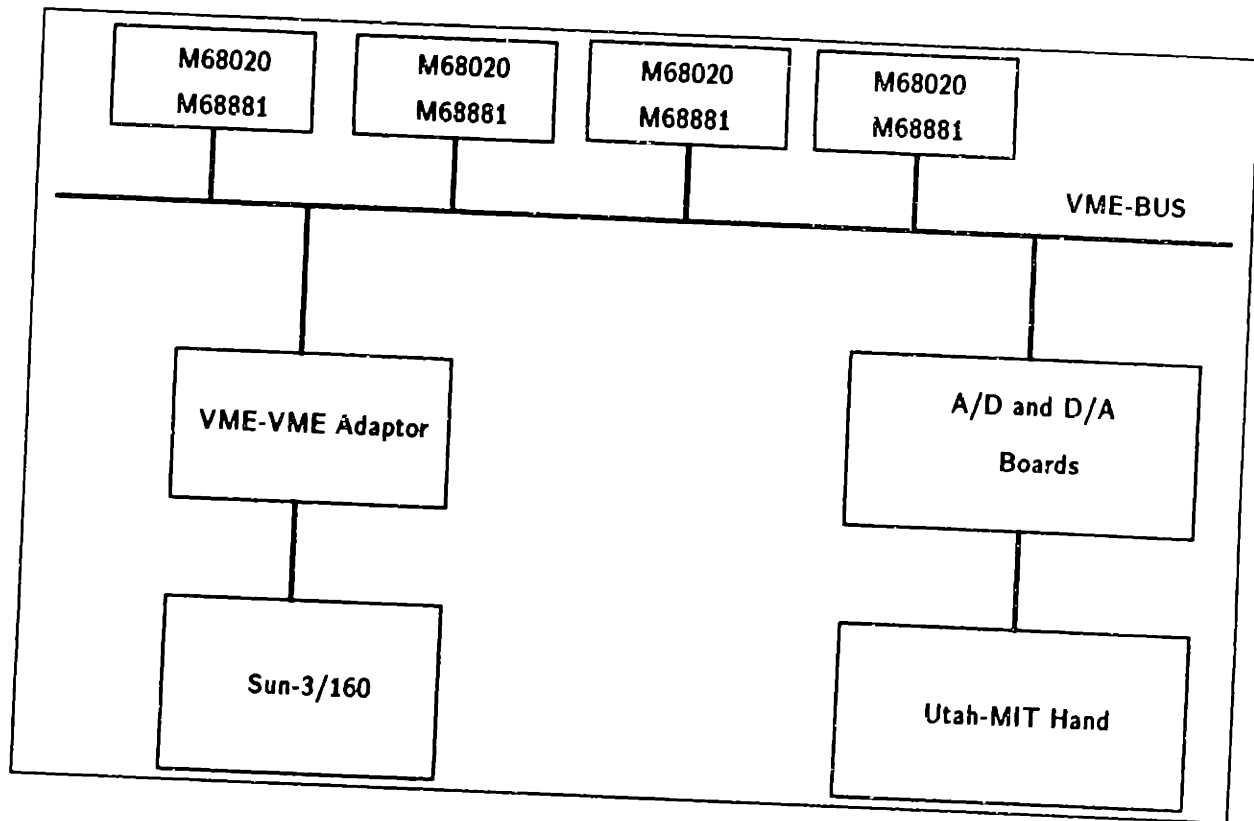 M68020
M68881
M68020
M68881
M68020
M68881
M68020
M68881
VME-BUS
VME-VME Adaptor
A/D and D/A
Boards
Sun-3/160
Utah-MIT Hand